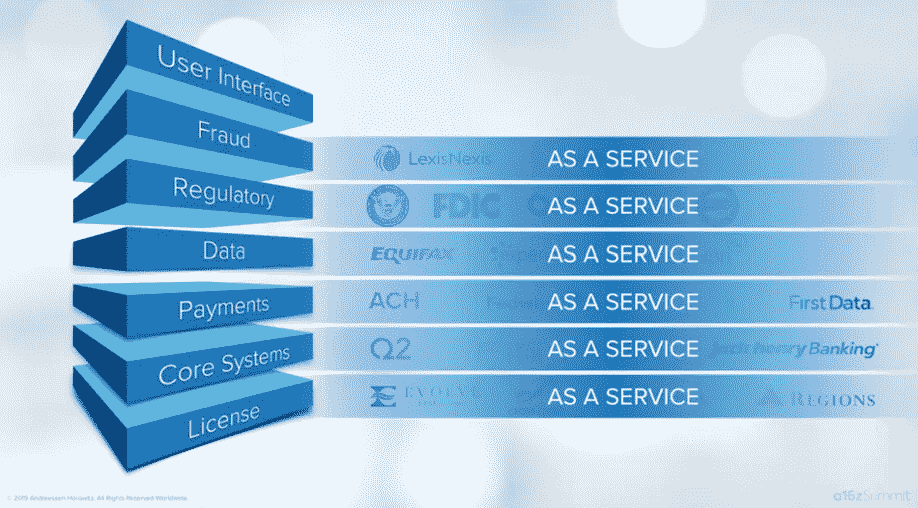 User Interface
Fraud
LexisNexis AS A SERVICE
Regulatory
FDIC AS A SERVICE
Data
EQUIFAX AS A SERVICE
Payments
ACH AS A SERVICE First Data.
Core Systems
Q2 AS A SERVICE jack henry Banking
License
EVOLVE AS A SERVICE REGIONS
© 2019 Andreessen Horowitz. All Rights Reserved Worldwide.
a16zSummit